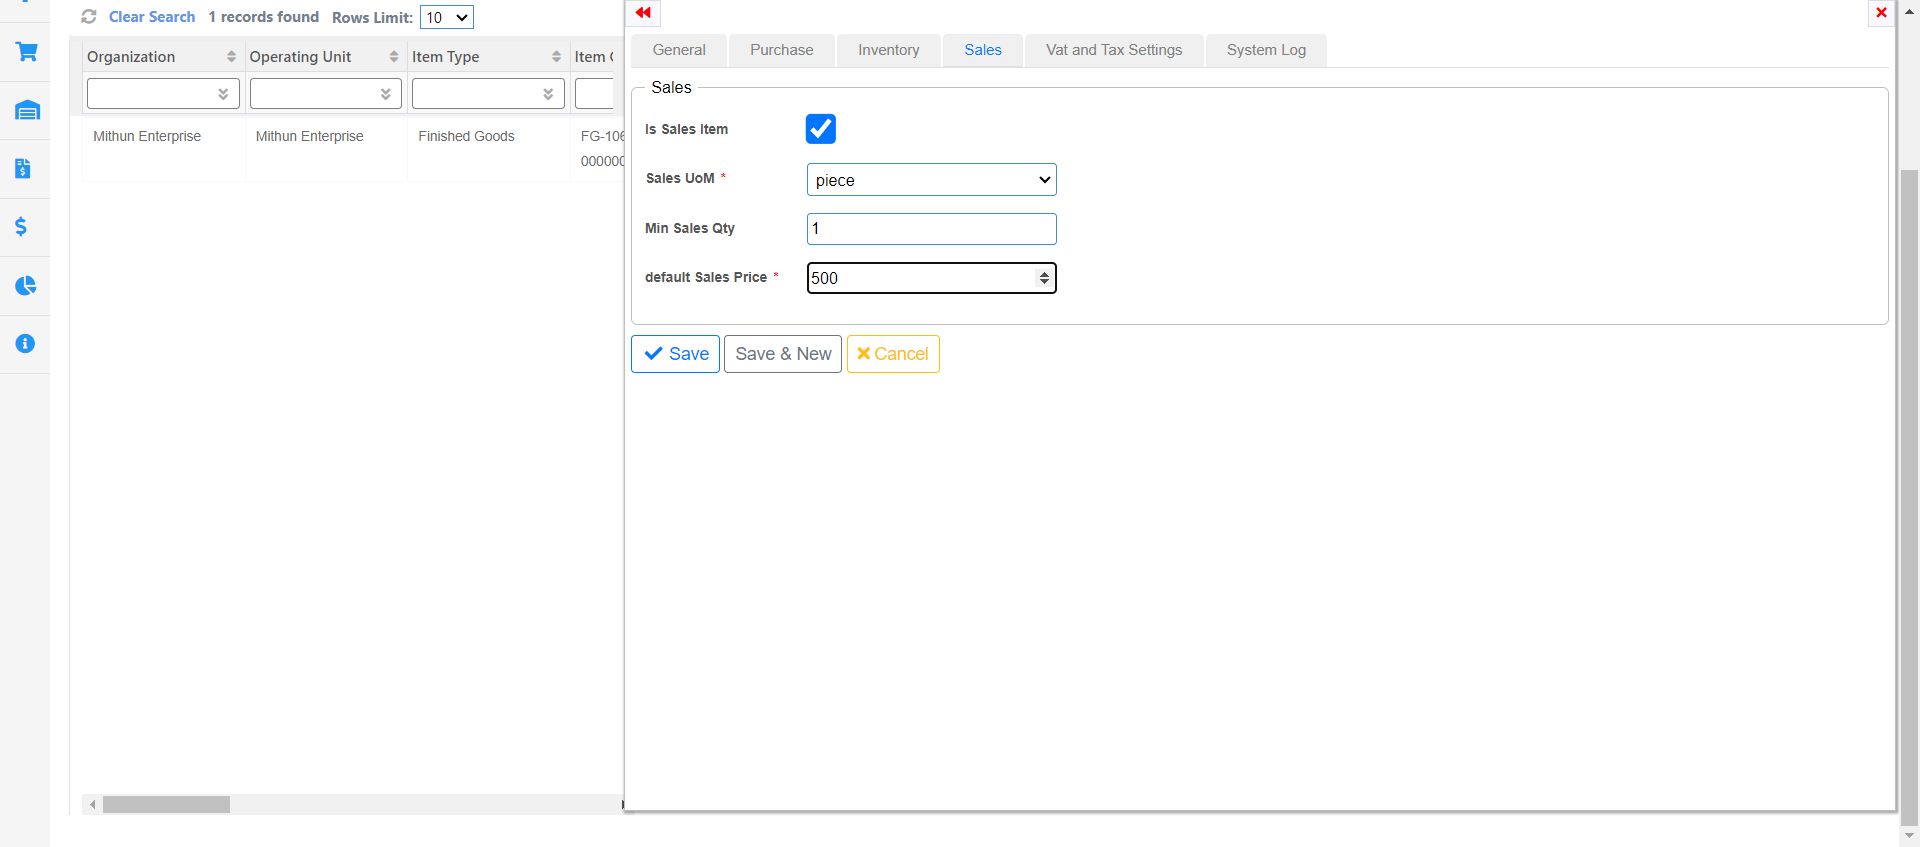 Clear Search 1 records found Rows Limit: 10
Organization Operating Unit Item Type Item
Mithun Enterprise Mithun Enterprise Finished Goods FG-106
000000
General Purchase Inventory Sales Vat and Tax Settings System Log
Sales
Is Sales Item
Sales UoM * piece
Min Sales Qty 1
default Sales Price * 500
Save Save & New Cancel